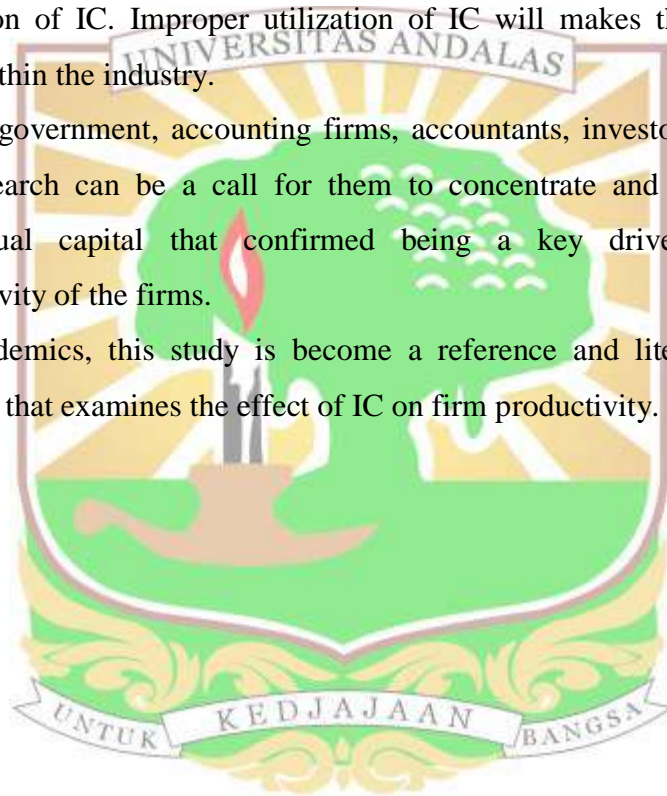 on of IC. Improper utilization of IC will makes th
UNIVERSITAS ANDALAS
thin the industry.
government, accounting firms, accountants, investo
earch can be a call for them to concentrate and
ual capital that confirmed being a key drive
vity of the firms.
demics, this study is become a reference and lite
that examines the effect of IC on firm productivity.
UNTUK KEDJAJAAN BANGSA